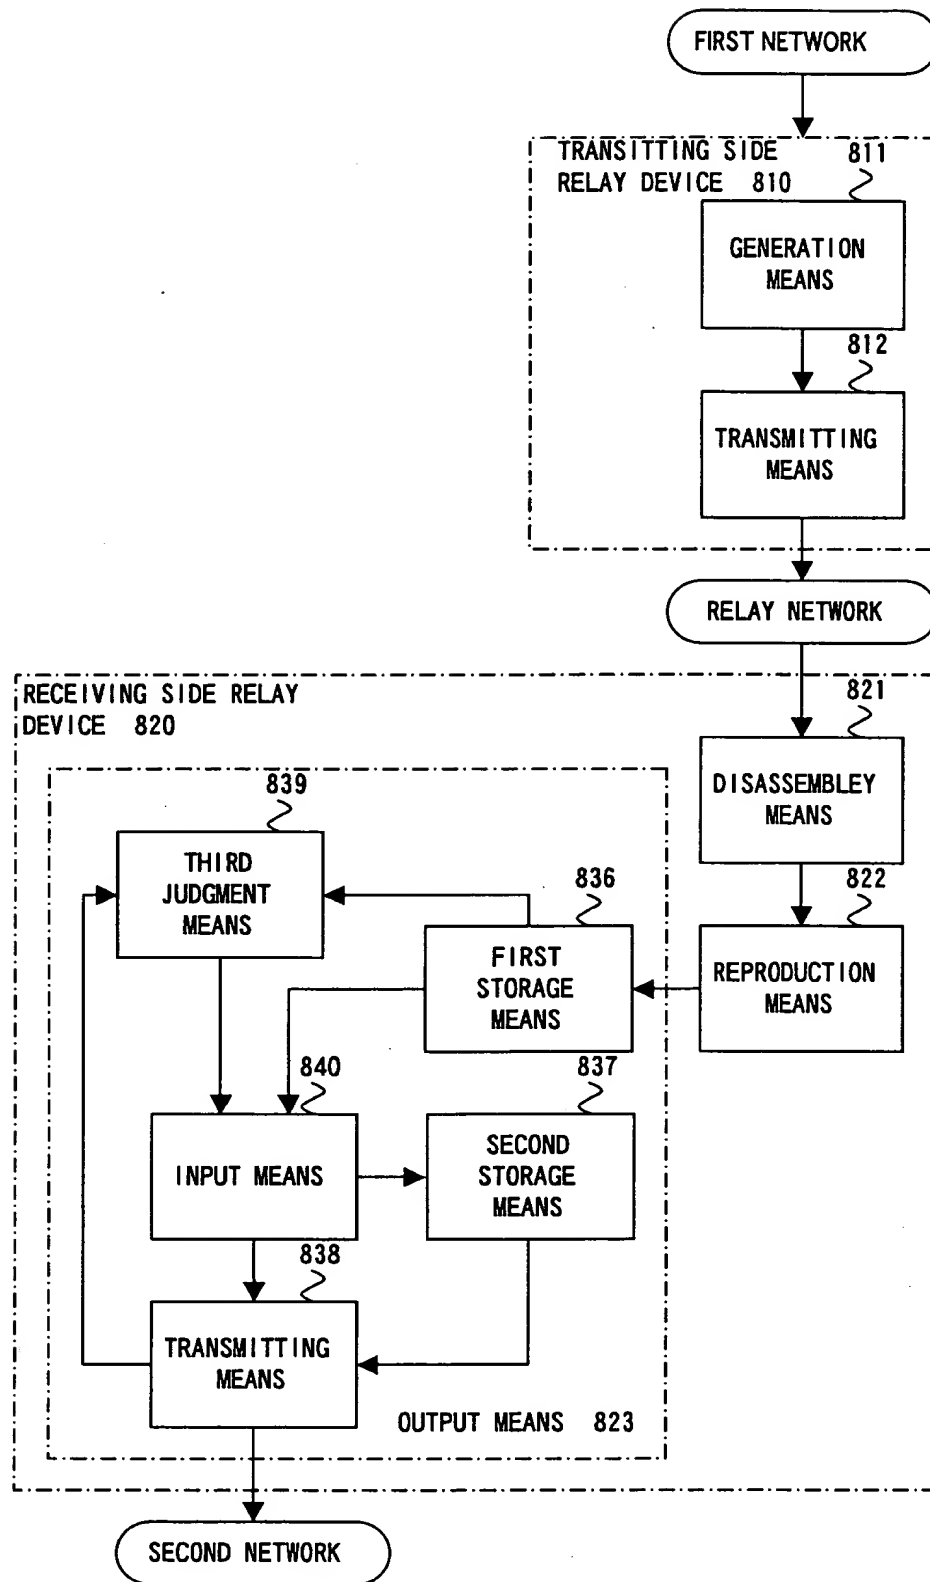 FIRST NETWORK
TRANSITTING SIDE
RELAY DEVICE 810
811
GENERATION
MEANS
812
TRANSMITTING
MEANS
RELAY NETWORK
RECEIVING SIDE RELAY
DEVICE 820
821
DISASSEMBLEY
MEANS
839
THIRD
JUDGMENT
MEANS
836
FIRST
STORAGE
MEANS
822
REPRODUCTION
MEANS
840
INPUT MEANS
837
SECOND
STORAGE
MEANS
838
TRANSMITTING
MEANS
OUTPUT MEANS 823
SECOND NETWORK